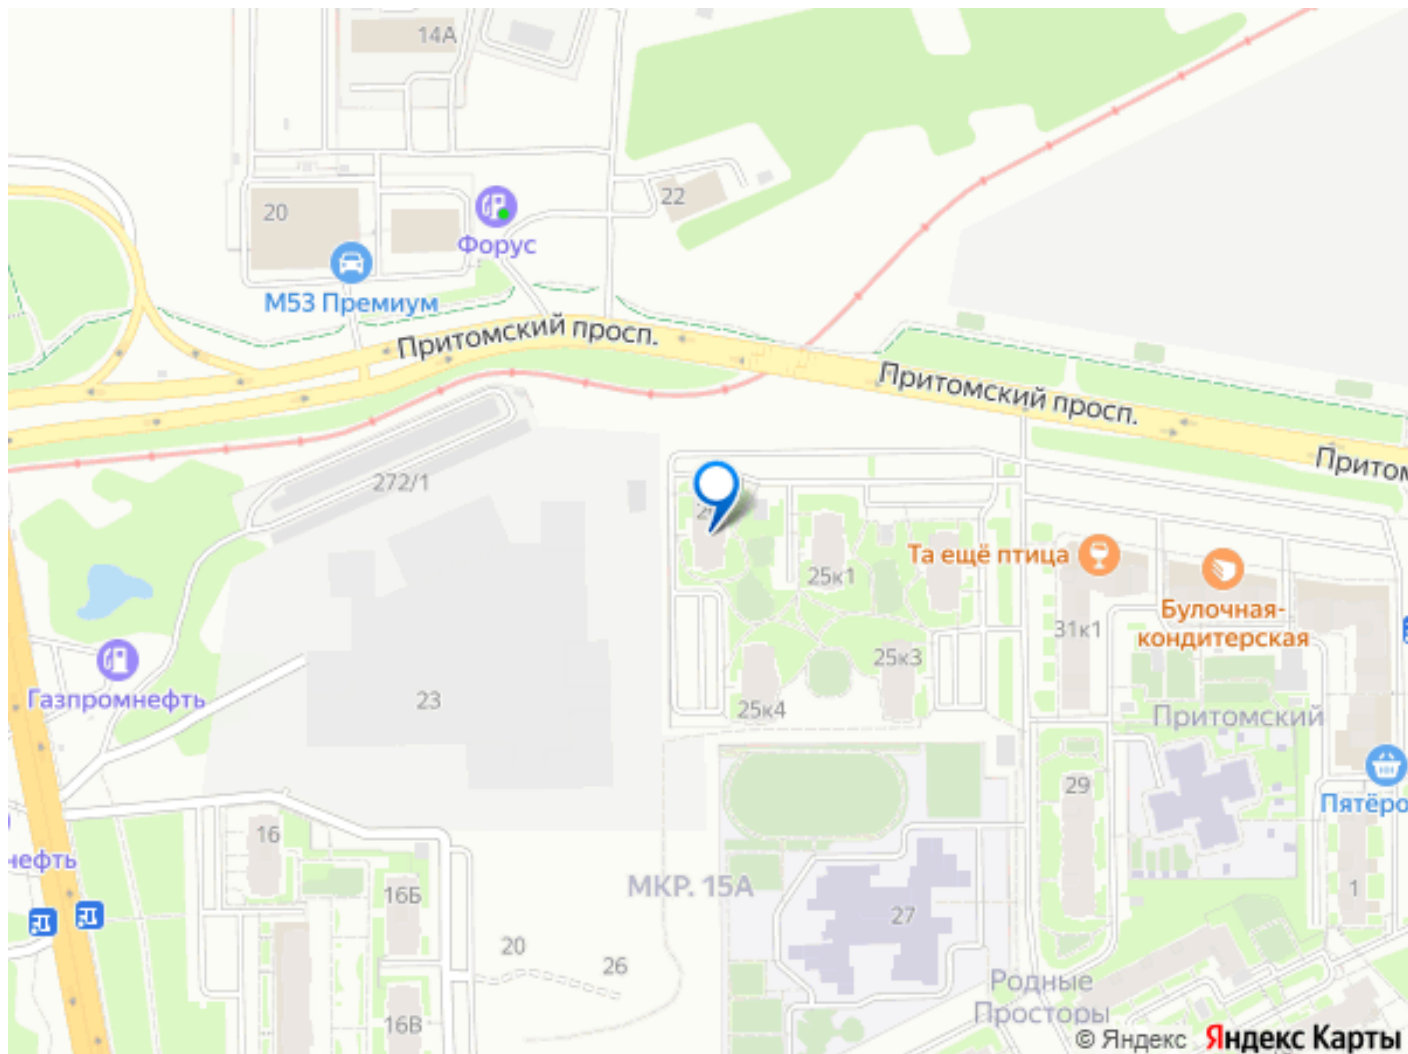 14А
22
20
Форус
М53 Премиум
Притомский просп.
Притомский просп.
Притом
272/1
25к1
Та ещё птица
Булочная-
кондитерская
31к1
25к3
25к4
23
Газпромнефть
Притомский
29
Пятёро
16
нефть
МКР. 15А
16Б
27
1
20
26
Родные
Просторы
16В
© Яндекс Яндекс Карты